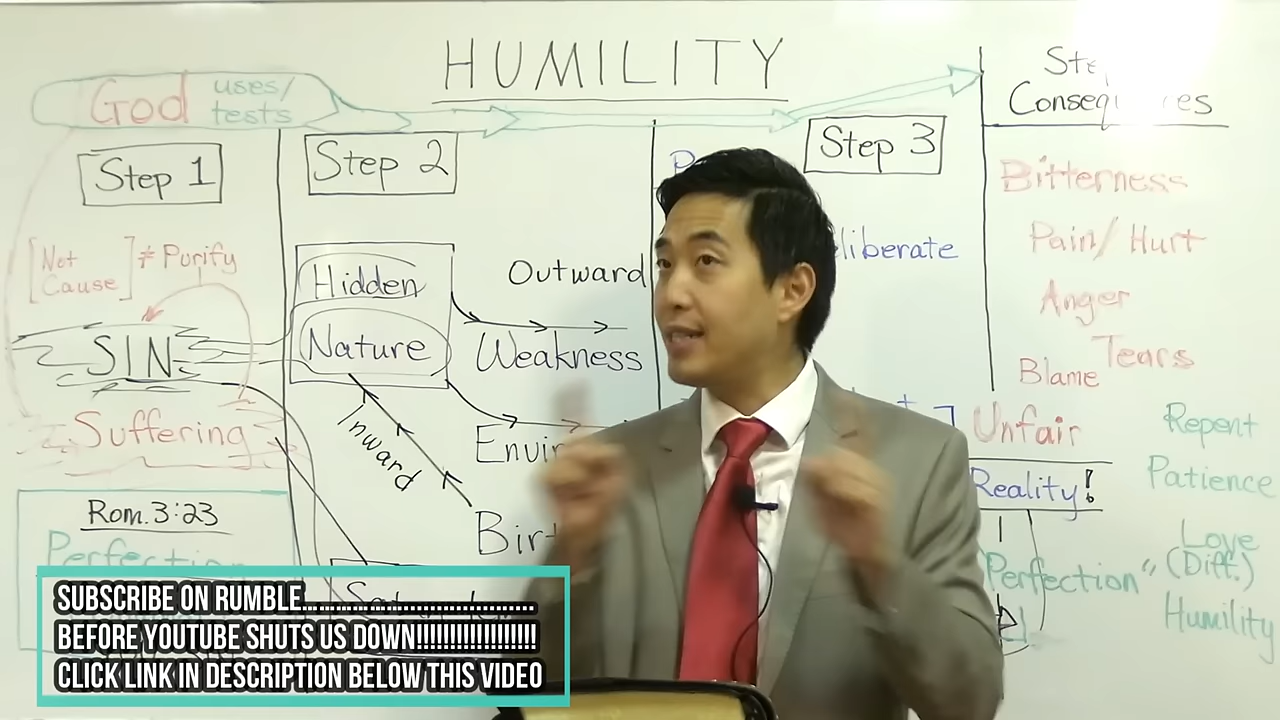 HUMILITY
God uses/
tests
Step 1
[Not
Cause] ≠ Purify
SIN
Suffering
Rom. 3:23
Perfection
Step 2
Hidden
Nature
Outward
Weakness
Inward
Step 3
Consequences
Bitterness
Pain/Hurt
Anger
Tears
Blame
Unfair
Reality!
Perfection"
Repent
Patience
Love
(Diff.)
Humility
SUBSCRIBE ON RUMBLE..............................
BEFORE YOUTUBE SHUTS US DOWN!!!!!!!!!!!!!!!!!!!
CLICK LINK IN DESCRIPTION BELOW THIS VIDEO